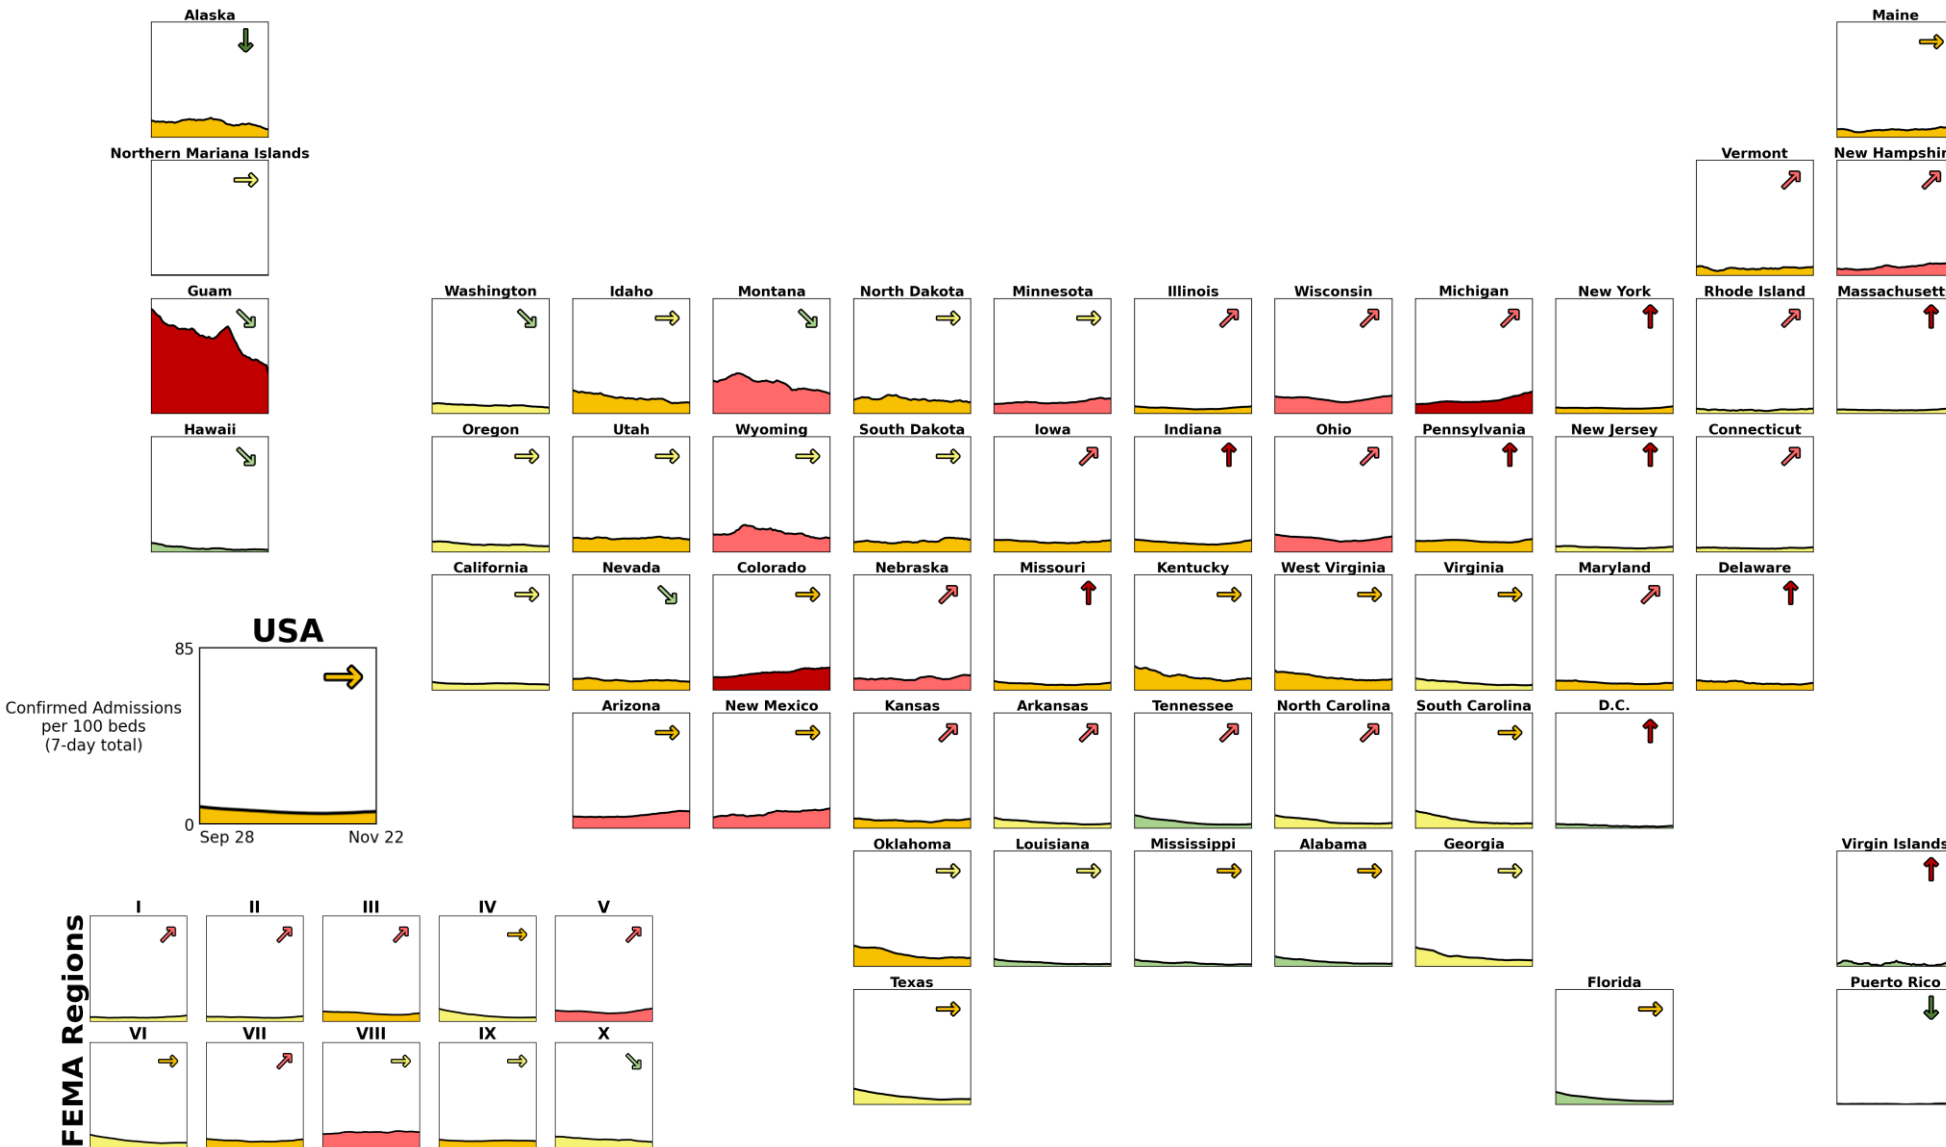 Alaska
Maine
Northern Mariana Islands
Vermont
New Hampshir
Guam
Washington
Idaho
Montana
North Dakota
Minnesota
Illinois
Wisconsin
Michigan
New York
Rhode Island
Massachusett
Hawaii
Oregon
Utah
Wyoming
South Dakota
Iowa
Indiana
Ohio
Pennsylvania
New Jersey
Connecticut
California
Nevada
Colorado
Nebraska
Missouri
Kentucky
West Virginia
Virginia
Maryland
Delaware
USA
85
Confirmed Admissions
per 100 beds
(7-day total)
0
Sep 28
Nov 22
Arizona
New Mexico
Kansas
Arkansas
Tennessee
North Carolina
South Carolina
D.C.
Oklahoma
Louisiana
Mississippi
Alabama
Georgia
Virgin Islands
Texas
Florida
Puerto Rico
FEMA Regions
I
II
III
IV
V
VI
VII
VIII
IX
X